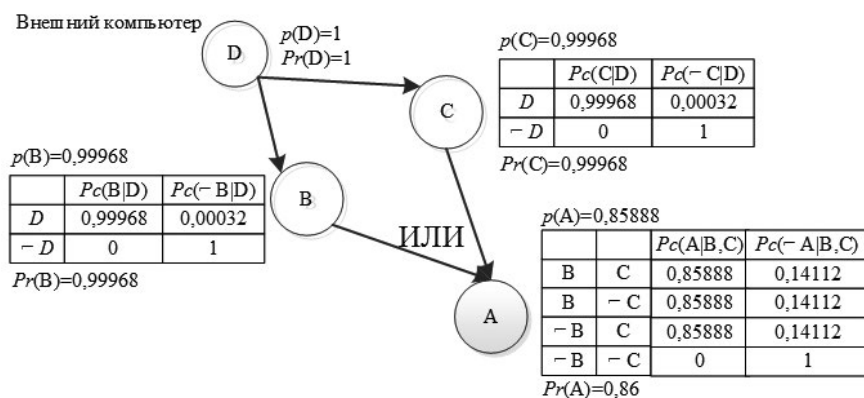 Внешний компьютер
D
p(D)=1
Pr(D)=1
p(C)=0,99968
Pc(C|D) Pc(¬C|D)
D 0,99968 0,00032
¬D 0 1
Pr(C)=0,99968
C
p(B)=0,99968
Pc(B|D) Pc(¬B|D)
D 0,99968 0,00032
¬D 0 1
Pr(B)=0,99968
B
ИЛИ
A
p(A)=0,85888
Pc(A|B,C) Pc(¬A|B,C)
B C 0,85888 0,14112
B ¬C 0,85888 0,14112
¬B C 0,85888 0,14112
¬B ¬C 0 1
Pr(A)=0,86